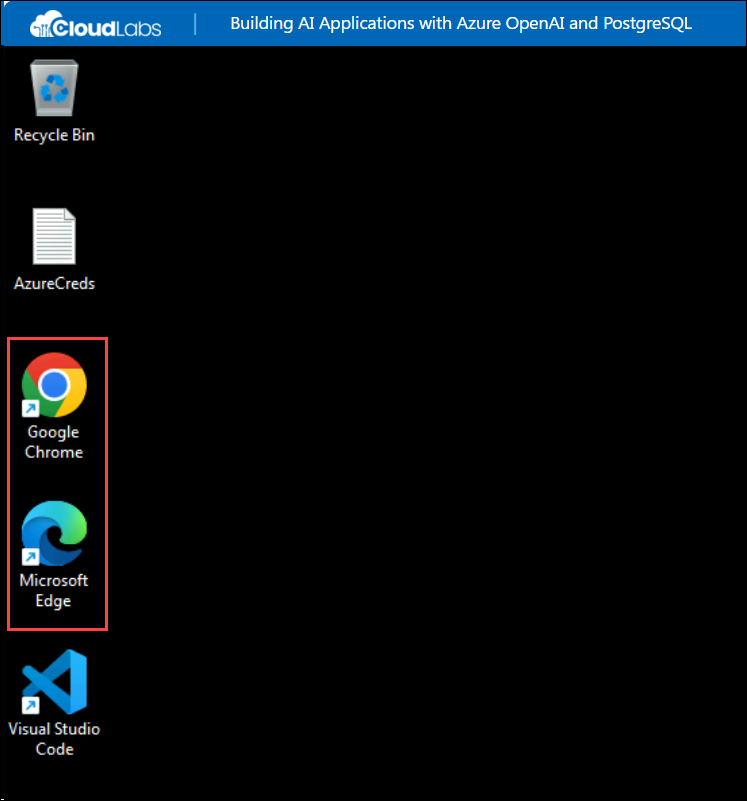 CloudLabs
Building AI Applications with Azure OpenAI and PostgreSQL
Recycle Bin
AzureCreds
Google
Chrome
Microsoft
Edge
Visual Studio
Code